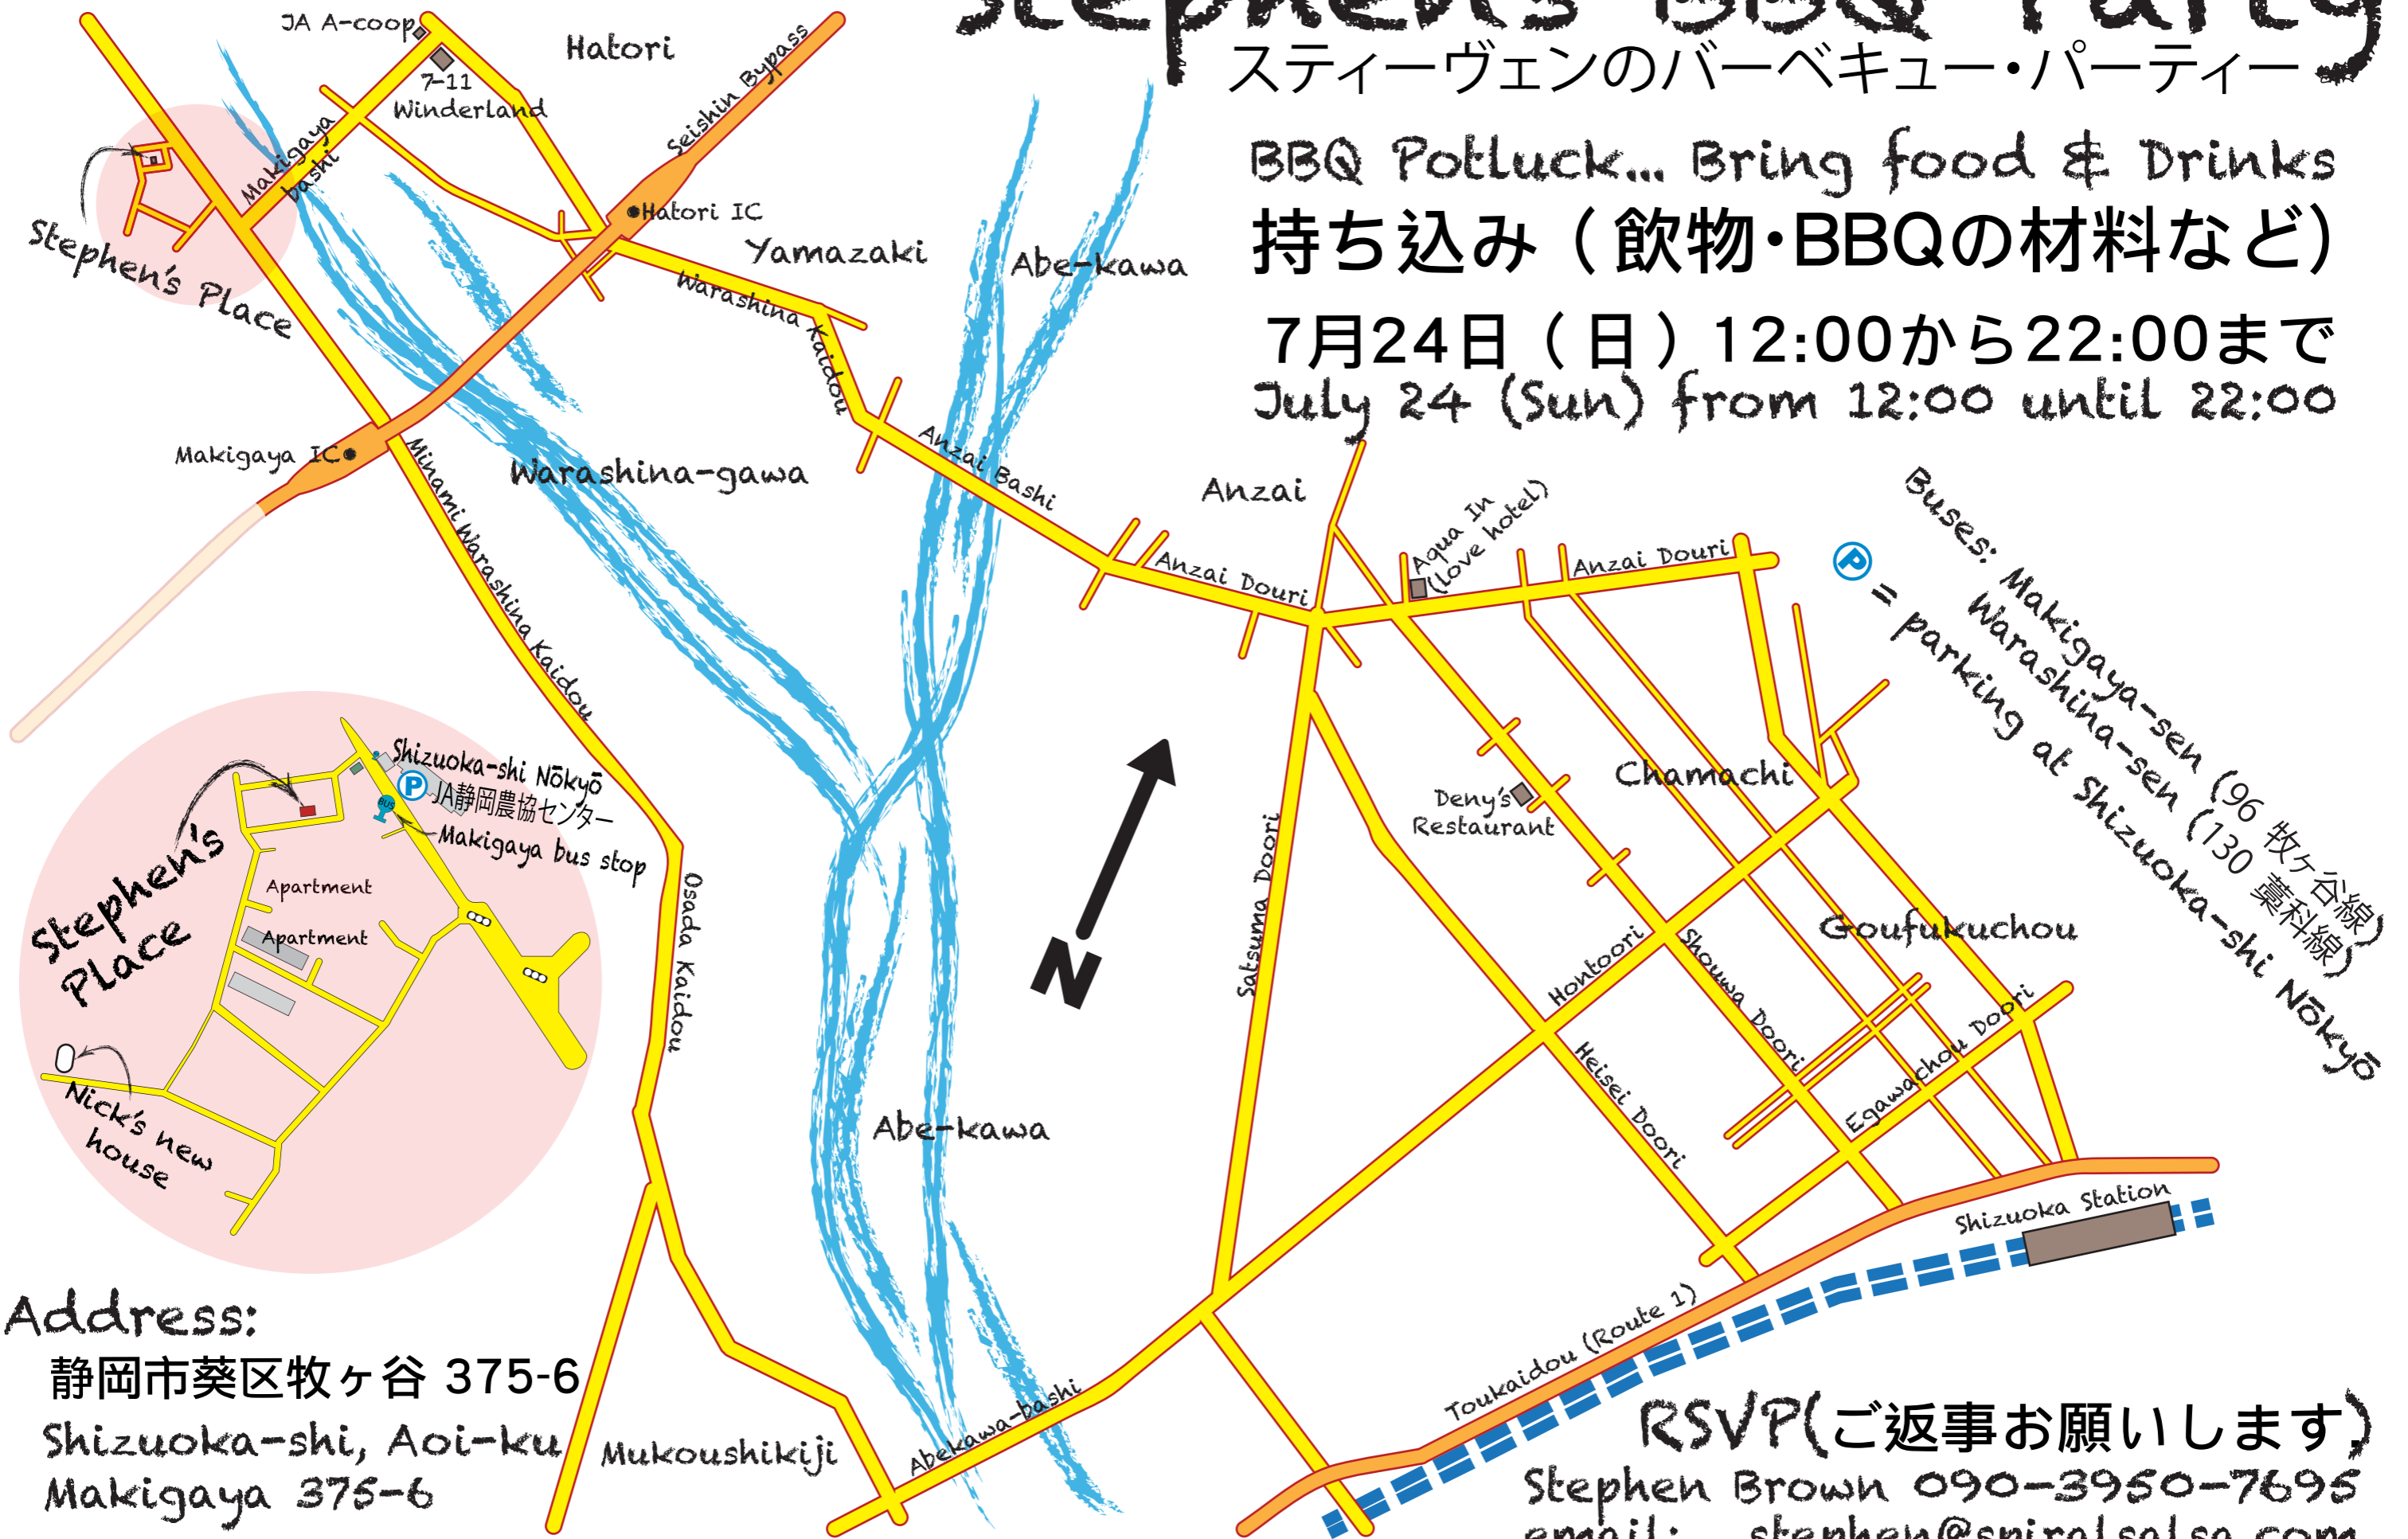 Stephen's BBQ Party
スティーヴェンのバーベキュー・パーティー
BBQ Potluck... Bring food & Drinks
持ち込み（飲物・BBQの材料など）
7月24日（日）12:00から22:00まで
July 24 (Sun) from 12:00 until 22:00
JA A-coop
7-11
Winderland
Hatori
Seishin Bypass
Makigaya
bashi
Hatori IC
Stephen's Place
Yamazaki
Abe-kawa
Warashina Kaidou
Makigaya IC
Minami Warashina Kaidou
Warashina-gawa
Anzai Bashi
Anzai
Anzai Douri
Aqua In
(Love hotel)
Anzai Douri
Buses: Makigaya-sen (96 牧ヶ谷線)
Warashina-sen (130 藁科線)
P = parking at Shizuoka-shi Nōkyō
Shizuoka-shi Nōkyō
P
JA静岡農協センター
BUS
Makigaya bus stop
Stephen's
Place
Apartment
Apartment
Nick's new
house
Osada Kaidou
N
Satsuma Doori
Deny's
Restaurant
Chamachi
Goufukuchou
Hontoori
Shouwa Doori
Heisei Doori
Egawachou Doori
Abe-kawa
Shizuoka Station
Toukaidou (Route 1)
Abekawa-bashi
Mukoushikiji
Address:
静岡市葵区牧ヶ谷 375-6
Shizuoka-shi, Aoi-ku
Makigaya 375-6
RSVP(ご返事お願いします)
Stephen Brown 090-3950-7695
email: stephen@spiralsalsa.com